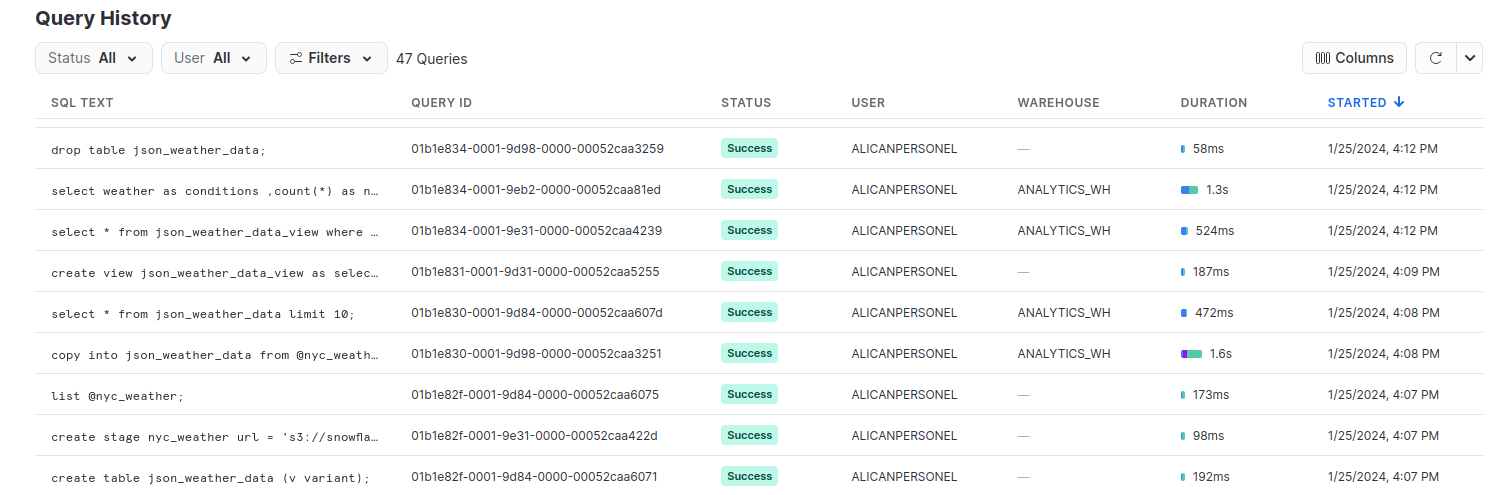 Query History
Status All User All Filters 47 Queries Columns
SQL TEXT QUERY ID STATUS USER WAREHOUSE DURATION STARTED
drop table json_weather_data; 01b1e834-0001-9d98-0000-00052caa3259 Success ALICANPERSONEL — 58ms 1/25/2024, 4:12 PM
select weather as conditions ,count(*) as n… 01b1e834-0001-9eb2-0000-00052caa81ed Success ALICANPERSONEL ANALYTICS_WH 1.3s 1/25/2024, 4:12 PM
select * from json_weather_data_view where … 01b1e834-0001-9e31-0000-00052caa4239 Success ALICANPERSONEL ANALYTICS_WH 524ms 1/25/2024, 4:12 PM
create view json_weather_data_view as selec… 01b1e831-0001-9d31-0000-00052caa5255 Success ALICANPERSONEL — 187ms 1/25/2024, 4:09 PM
select * from json_weather_data limit 10; 01b1e830-0001-9d84-0000-00052caa607d Success ALICANPERSONEL ANALYTICS_WH 472ms 1/25/2024, 4:08 PM
copy into json_weather_data from @nyc_weath… 01b1e830-0001-9d98-0000-00052caa3251 Success ALICANPERSONEL ANALYTICS_WH 1.6s 1/25/2024, 4:08 PM
list @nyc_weather; 01b1e82f-0001-9d84-0000-00052caa6075 Success ALICANPERSONEL — 173ms 1/25/2024, 4:07 PM
create stage nyc_weather url = 's3://snowfla… 01b1e82f-0001-9e31-0000-00052caa422d Success ALICANPERSONEL — 98ms 1/25/2024, 4:07 PM
create table json_weather_data (v variant); 01b1e82f-0001-9d84-0000-00052caa6071 Success ALICANPERSONEL — 192ms 1/25/2024, 4:07 PM